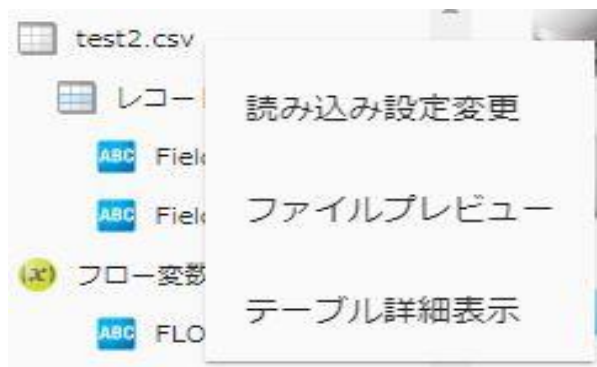 test2.csv
レコー
ABC Fiel
ABC Fiel
(x) フロー変数
ABC FLO
読み込み設定変更
ファイルプレビュー
テーブル詳細表示